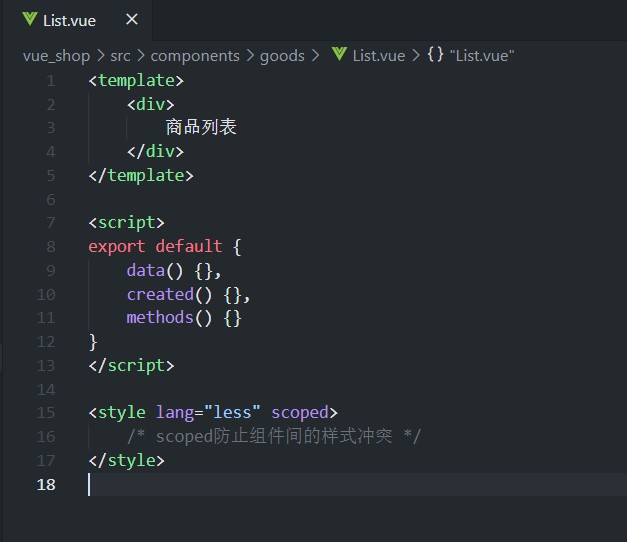 List.vue ×
vue_shop > src > components > goods > List.vue > {} "List.vue"
1 <template>
2 <div>
3 商品列表
4 </div>
5 </template>
6
7 <script>
8 export default {
9 data() {},
10 created() {},
11 methods() {}
12 }
13 </script>
14
15 <style lang="less" scoped>
16 /* scoped防止组件间的样式冲突 */
17 </style>
18